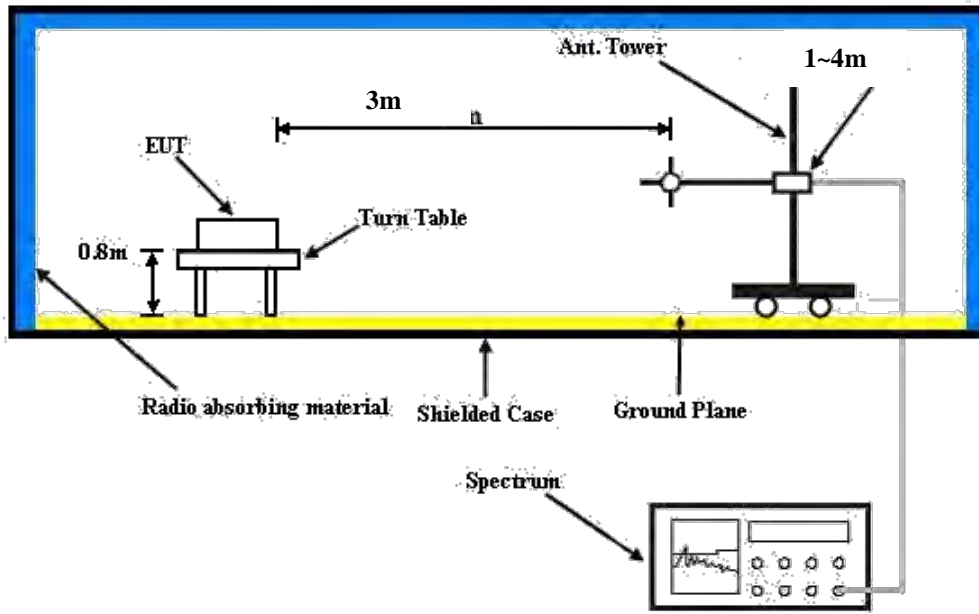 Ant. Tower
1~4m
3m
n
EUT
Turn Table
0.8m
Radio absorbing material
Shielded Case
Ground Plane
Spectrum